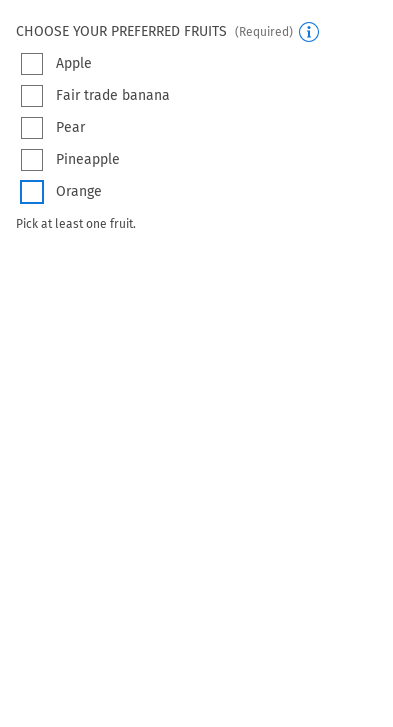 CHOOSE YOUR PREFERRED FRUITS (Required)
Apple
Fair trade banana
Pear
Pineapple
Orange
Pick at least one fruit.